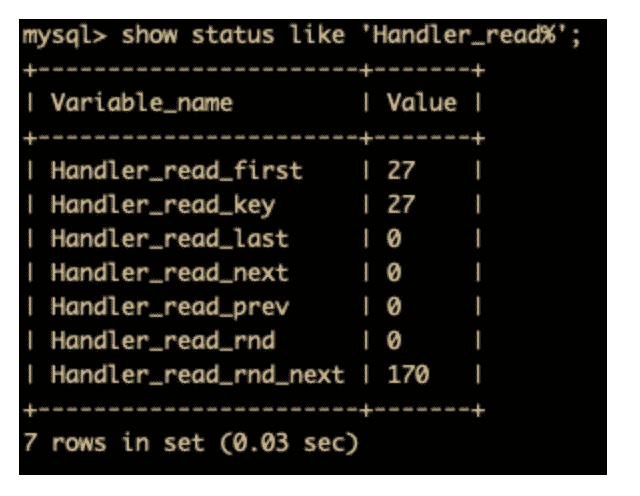 mysql> show status like 'Handler_read%';
+-----------------------+-------+
| Variable_name         | Value |
+-----------------------+-------+
| Handler_read_first    | 27    |
| Handler_read_key      | 27    |
| Handler_read_last     | 0     |
| Handler_read_next     | 0     |
| Handler_read_prev     | 0     |
| Handler_read_rnd      | 0     |
| Handler_read_rnd_next | 170   |
+-----------------------+-------+
7 rows in set (0.03 sec)